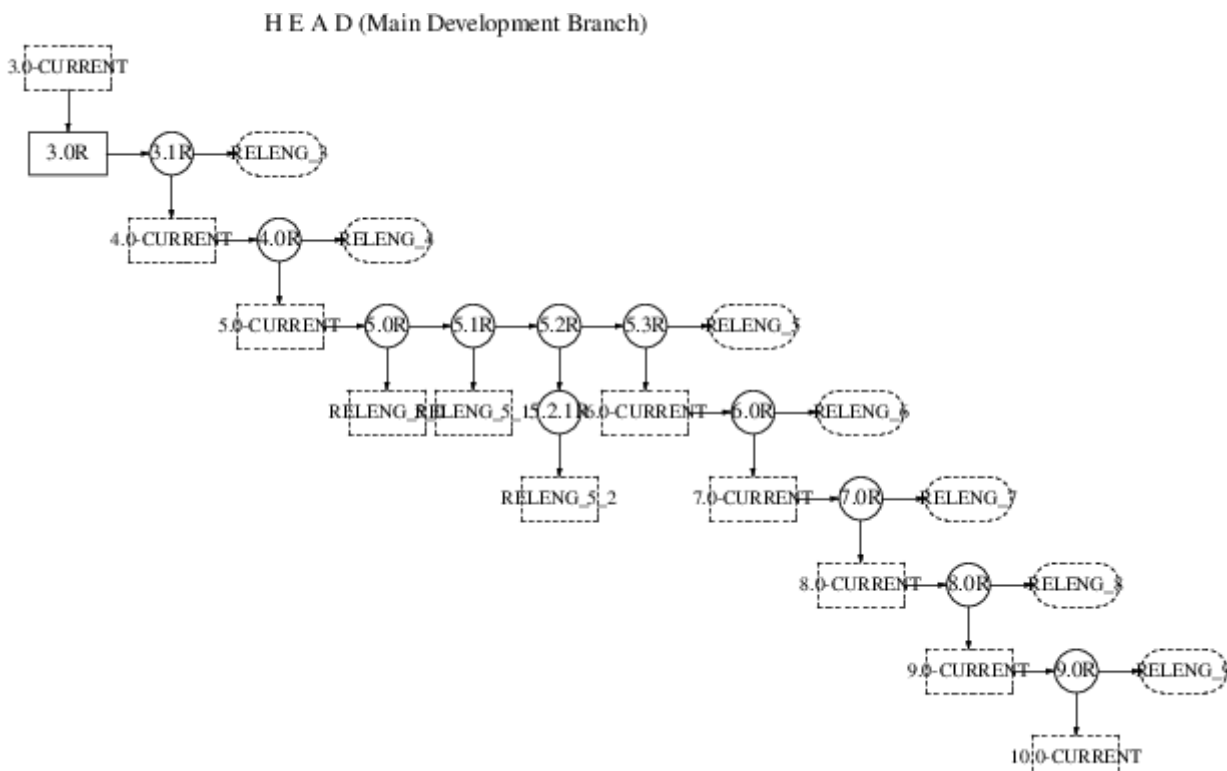 H E A D (Main Development Branch)
3.0-CURRENT
3.0R
3.1R
RELENG_3
4.0-CURRENT
4.0R
RELENG_4
5.0-CURRENT
5.0R
5.1R
5.2R
5.3R
RELENG_5
RELENG_5_1
5.2.1R
6.0-CURRENT
6.0R
RELENG_6
RELENG_5_2
7.0-CURRENT
7.0R
RELENG_7
8.0-CURRENT
8.0R
RELENG_8
9.0-CURRENT
9.0R
RELENG_9
10.0-CURRENT